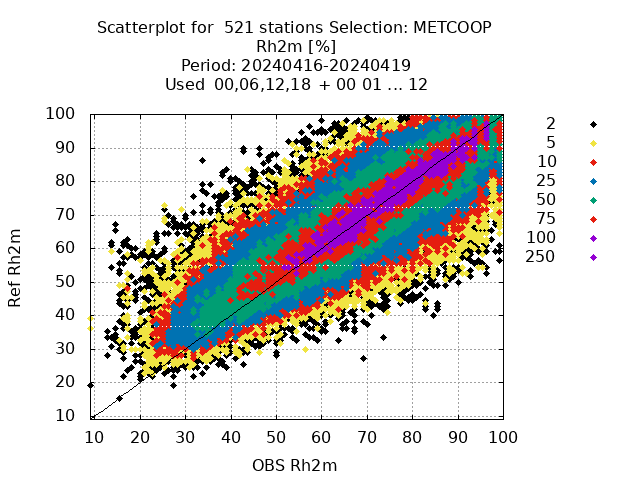 Scatterplot for  521 stations Selection: METCOOP
Rh2m [%]
Period: 20240416-20240419
Used  00,06,12,18  + 00 01 ... 12
100
90
80
70
60
50
40
30
20
10
Ref Rh2m
10 20 30 40 50 60 70 80 90 100
OBS Rh2m
2
5
10
25
50
75
100
250